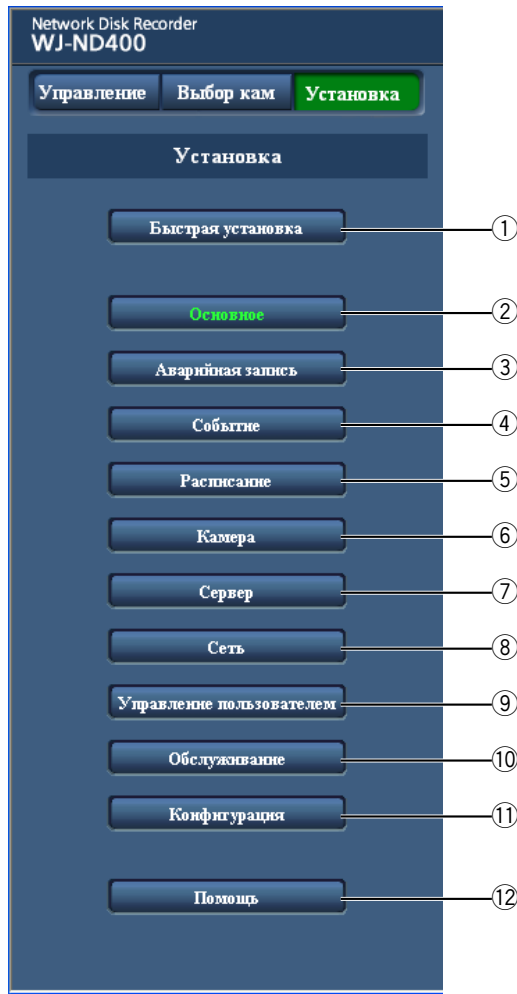 Network Disk Recorder
WJ-ND400
Управление Выбор кам Установка
Установка
Быстрая установка ①
Основное ②
Аварийная запись ③
Событие ④
Расписание ⑤
Камера ⑥
Сервер ⑦
Сеть ⑧
Управление пользователем ⑨
Обслуживание ⑩
Конфигурация ⑪
Помощь ⑫